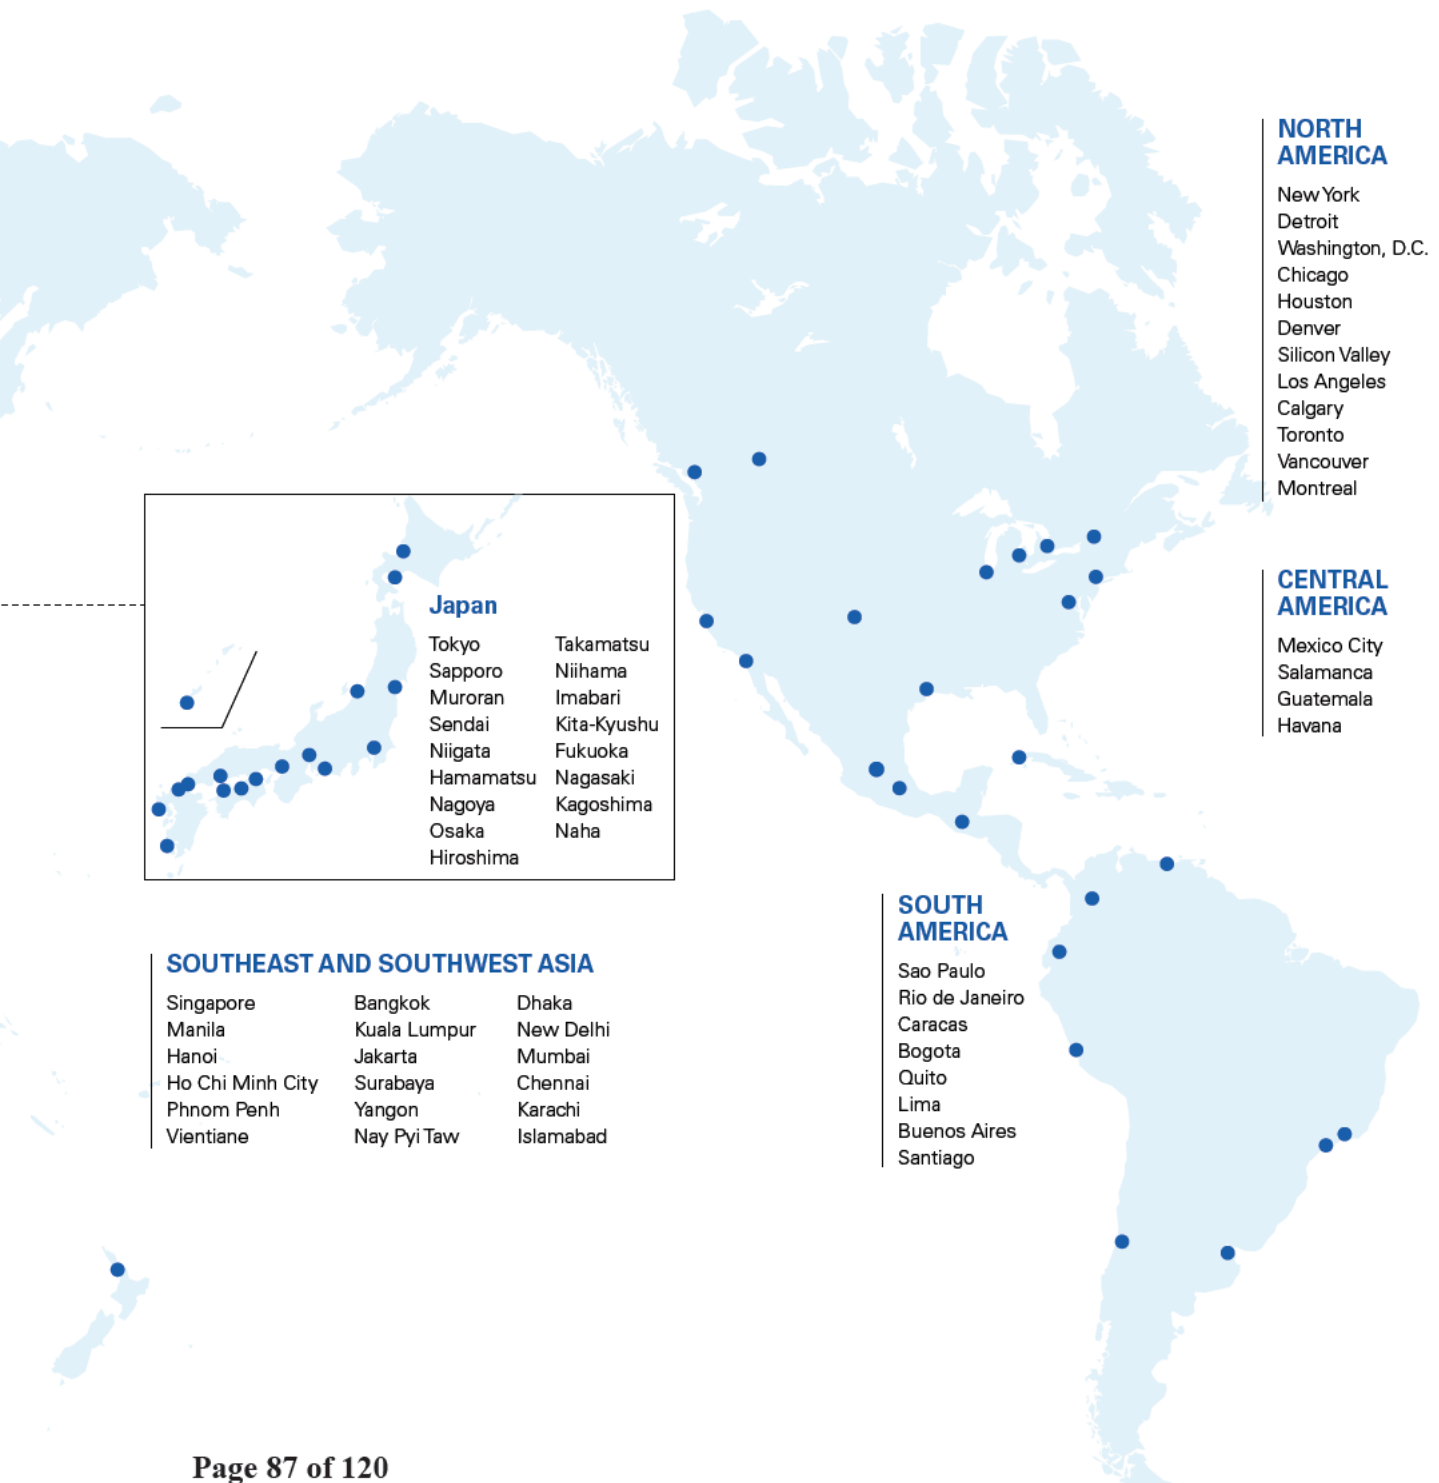 NORTH
AMERICA
New York
Detroit
Washington, D.C.
Chicago
Houston
Denver
Silicon Valley
Los Angeles
Calgary
Toronto
Vancouver
Montreal
CENTRAL
AMERICA
Mexico City
Salamanca
Guatemala
Havana
Japan
Tokyo
Sapporo
Muroran
Sendai
Niigata
Hamamatsu
Nagoya
Osaka
Hiroshima
Takamatsu
Niihama
Imabari
Kita-Kyushu
Fukuoka
Nagasaki
Kagoshima
Naha
SOUTH
AMERICA
Sao Paulo
Rio de Janeiro
Caracas
Bogota
Quito
Lima
Buenos Aires
Santiago
SOUTHEAST AND SOUTHWEST ASIA
Singapore
Manila
Hanoi
Ho Chi Minh City
Phnom Penh
Vientiane
Bangkok
Kuala Lumpur
Jakarta
Surabaya
Yangon
Nay Pyi Taw
Dhaka
New Delhi
Mumbai
Chennai
Karachi
Islamabad
Page 87 of 120